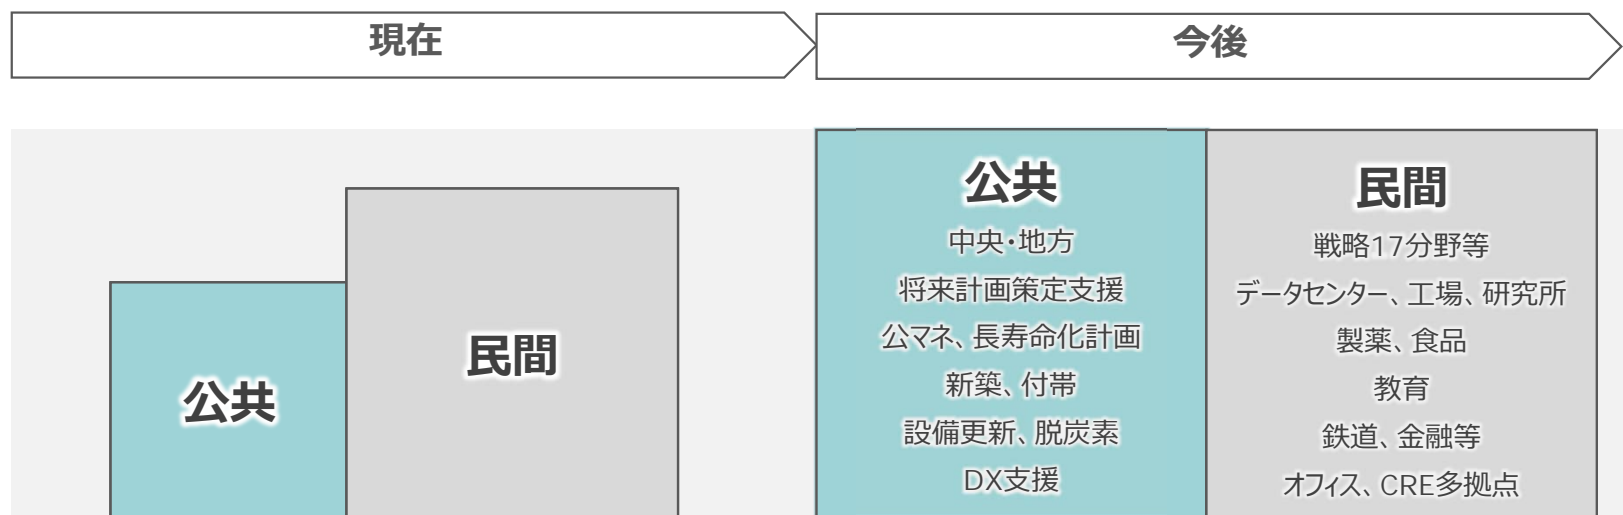 現在
今後
公共
民間
公共
中央・地方
将来計画策定支援
公マネ、長寿命化計画
新築、付帯
設備更新、脱炭素
DX支援
民間
戦略17分野等
データセンター、工場、研究所
製薬、食品
教育
鉄道、金融等
オフィス、CRE多拠点